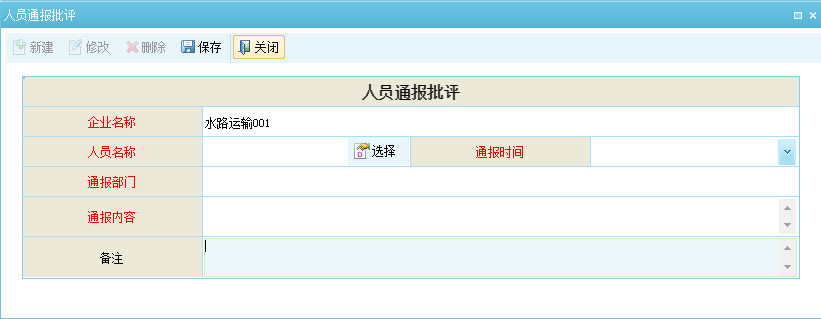 人员通报批评
新建 修改 删除 保存 关闭
人员通报批评
企业名称 水路运输001
人员名称 选择 通报时间
通报部门
通报内容
备注